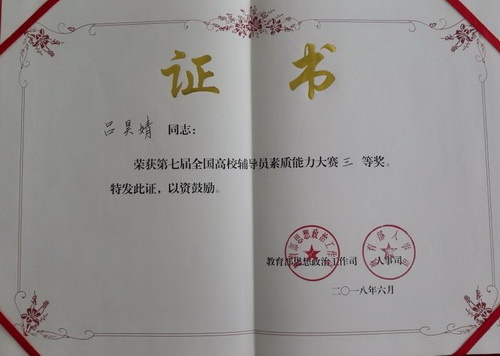 证书
吕昊婧 同志：
荣获第七届全国高校辅导员素质能力大赛三等奖。
特发此证，以资鼓励。
教育部思想政治工作司 人事司
二〇一八年六月